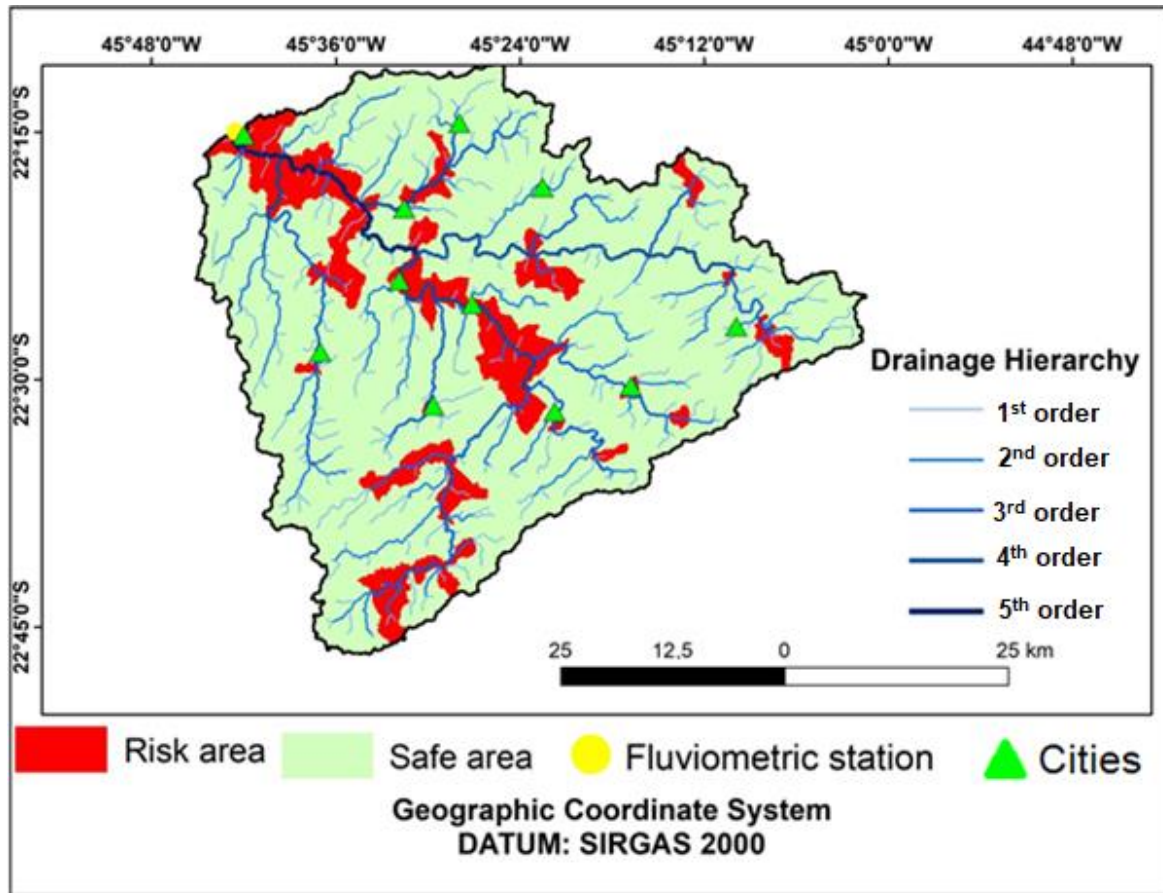 45°48'0"W 45°36'0"W 45°24'0"W 45°12'0"W 45°0'0"W 44°48'0"W
22°15'0"S
22°30'0"S
22°45'0"S
Drainage Hierarchy
1st order
2nd order
3rd order
4th order
5th order
25 12,5 0 25 km
Risk area Safe area Fluviometric station Cities
Geographic Coordinate System
DATUM: SIRGAS 2000